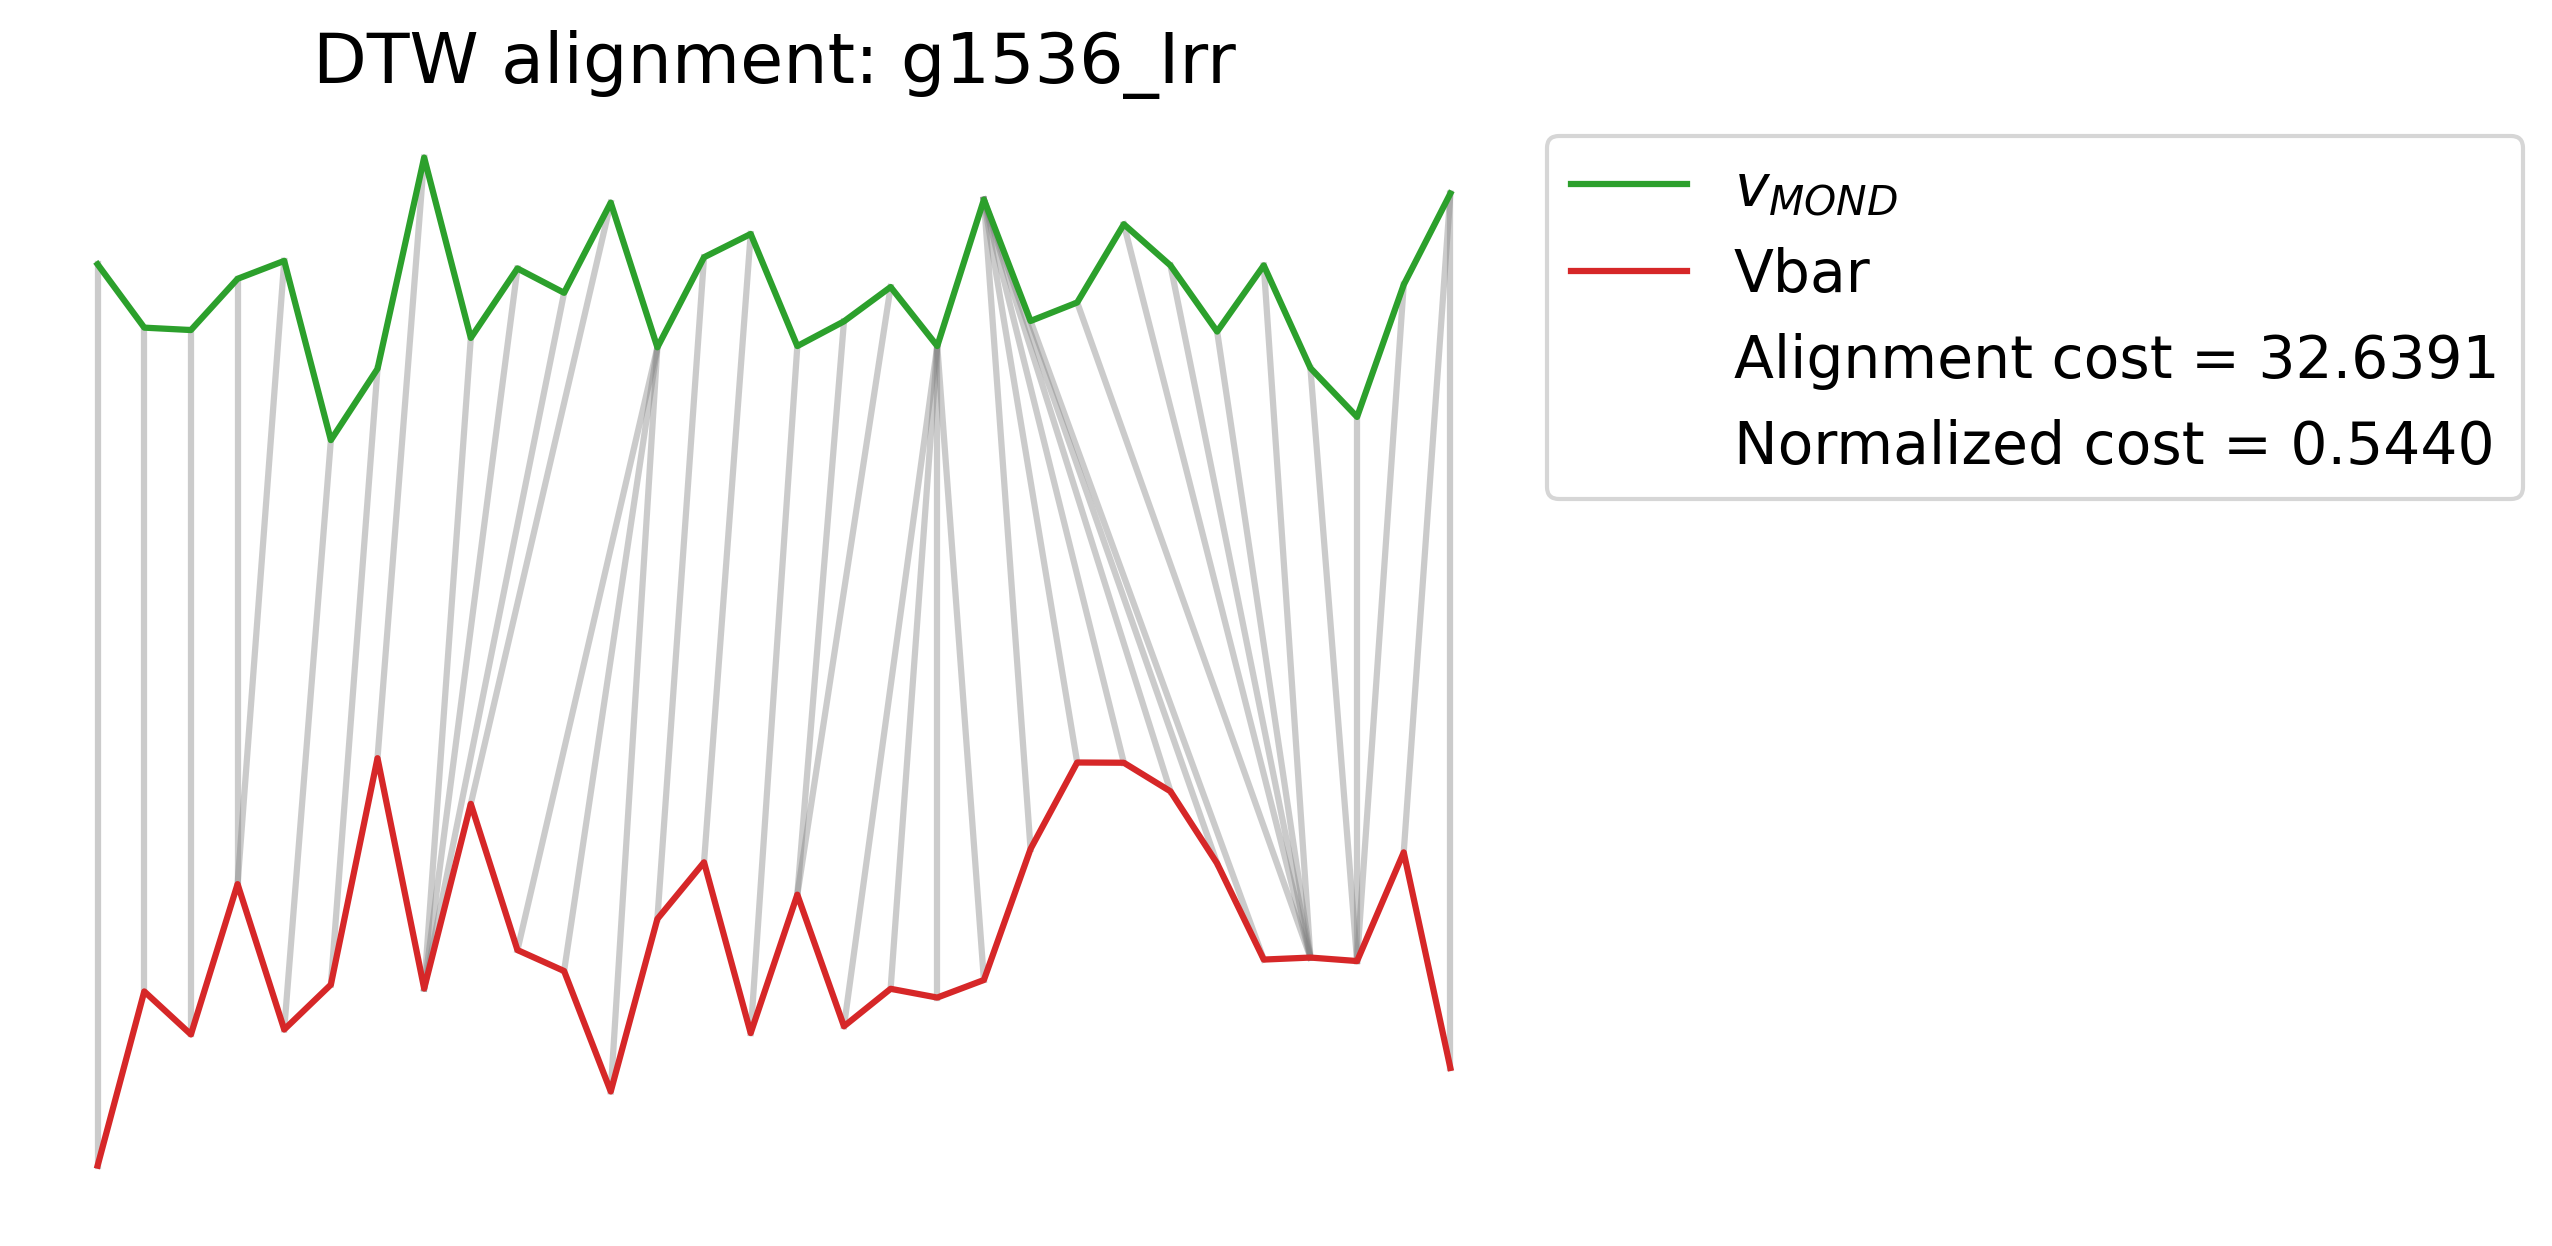 DTW alignment: g1536_Irr
v_MOND
Vbar
Alignment cost = 32.6391
Normalized cost = 0.5440